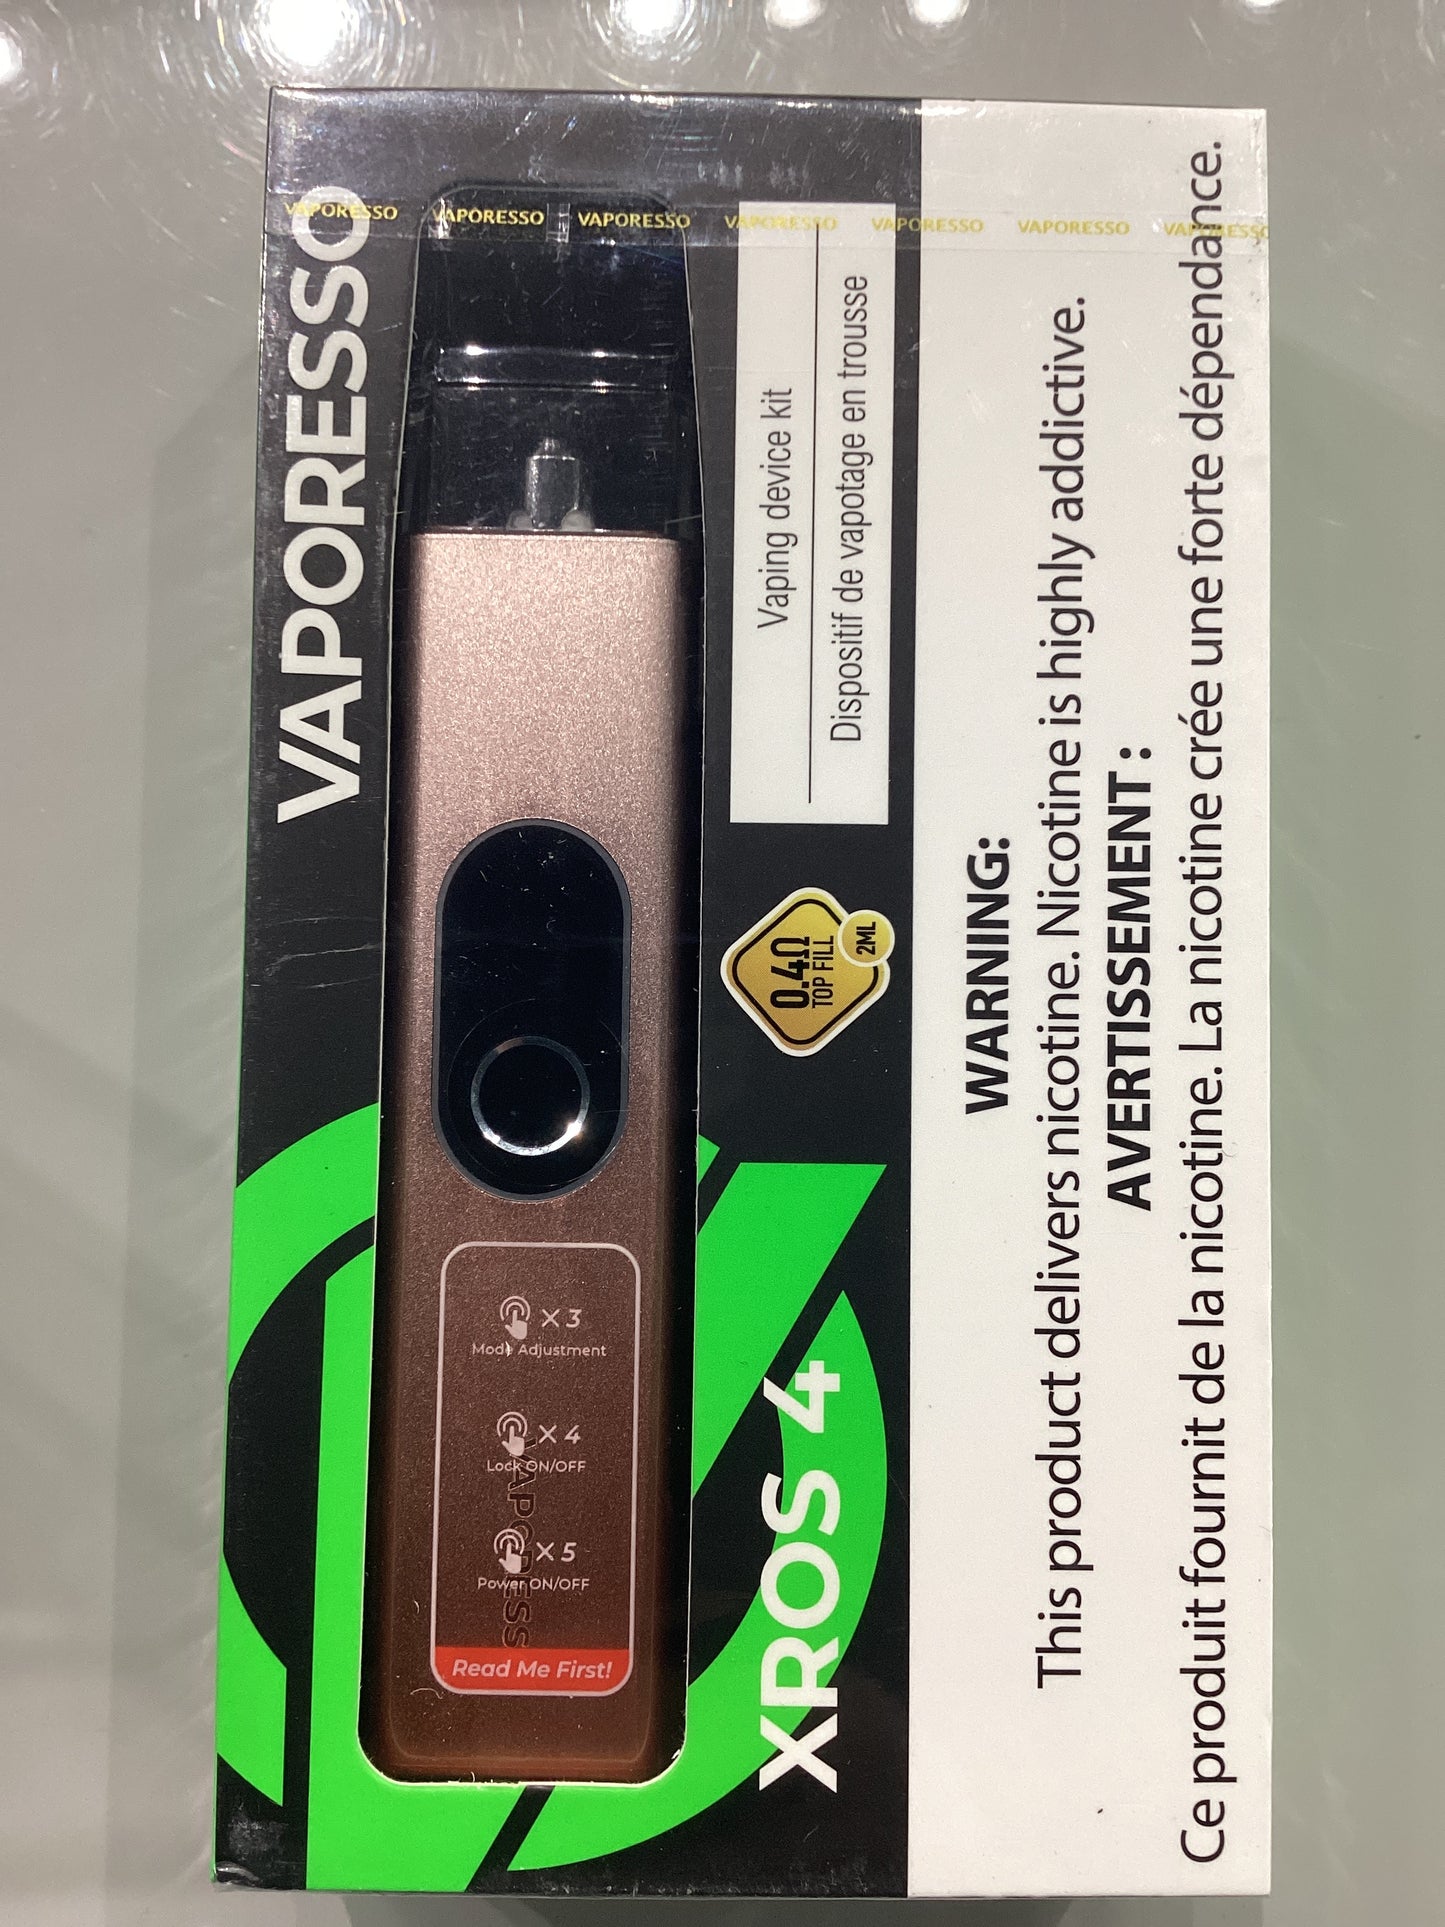 VAPORESSO VAPORESSO VAPORESSO VAPORESSO VAPORESSO VAPORESSO VAPORESSO
VAPORESSO
X 3
Mode Adjustment
X 4
Lock ON/OFF
X 5
Power ON/OFF
Read Me First!
VAPORESSO
Vaping device kit
Dispositif de vapotage en trousse
0.4Ω
TOP FILL
2ML
XROS 4
WARNING:
This product delivers nicotine. Nicotine is highly addictive.
AVERTISSEMENT :
Ce produit fournit de la nicotine. La nicotine crée une forte dépendance.